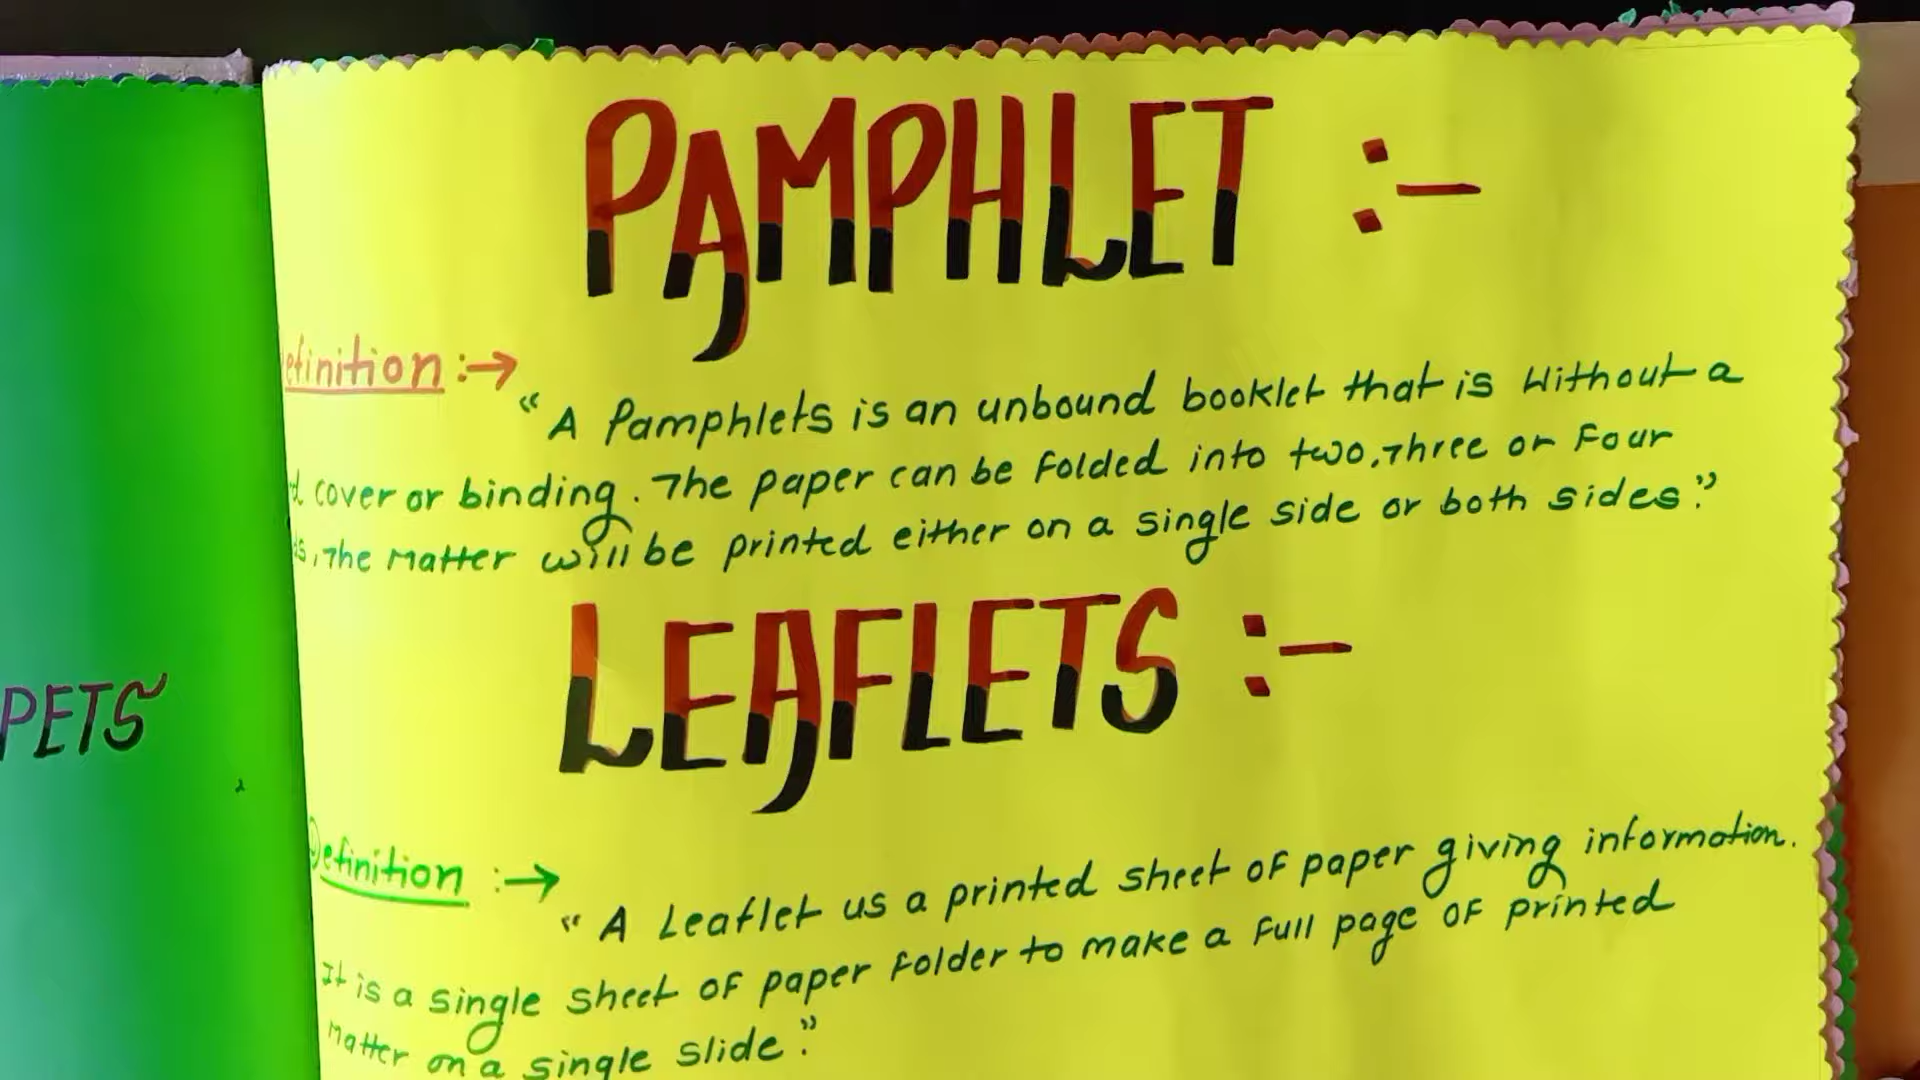 PAMPHLET :-
efinition :→
"A Pamphlets is an unbound booklet that is Without a
d cover or binding. The paper can be folded into two, Three or Four
s, The Matter will be printed either on a single side or both sides."
LEAFLETS :-
Definition :→
"A Leaflet us a printed sheet of paper giving information.
It is a single sheet of paper folder to make a full page of printed
Matter on a single slide."
PETS